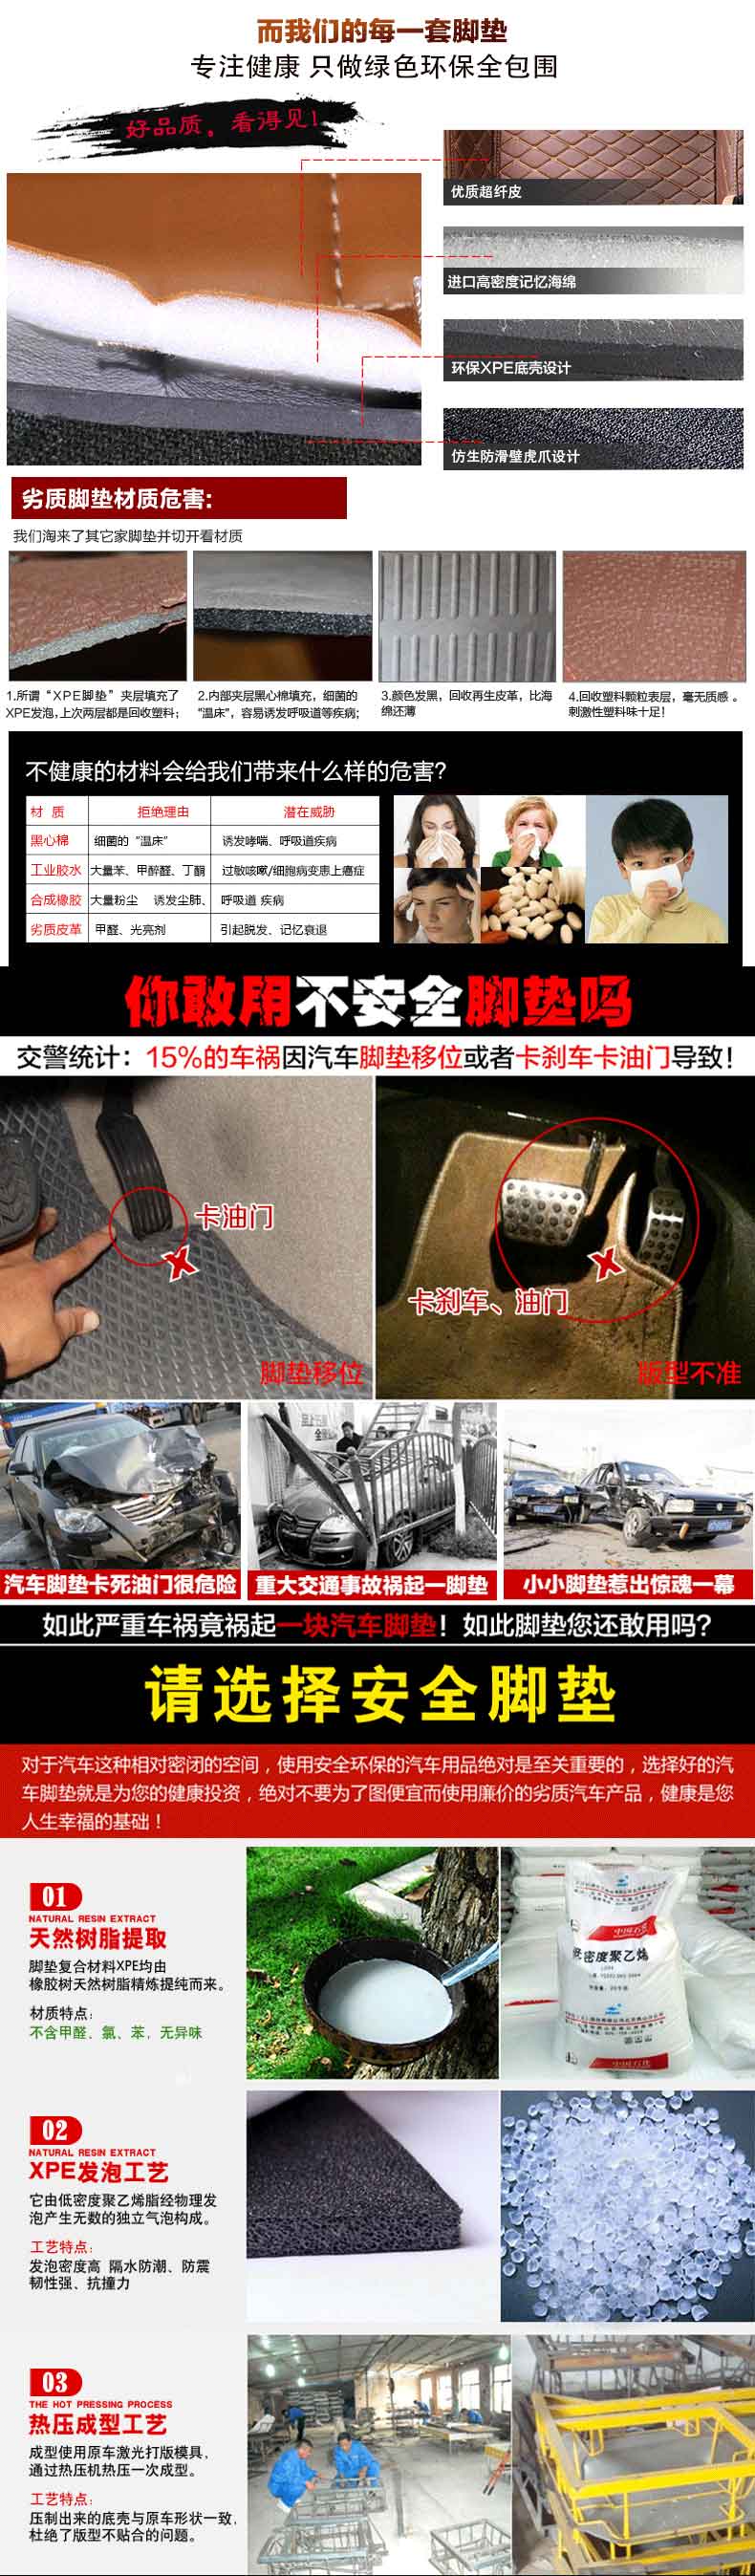 而我们的每一套脚垫
专注健康 只做绿色环保全包围
好品质，看得见！
优质超纤皮
进口高密度记忆海绵
环保XPE底壳设计
仿生防滑壁虎爪设计
劣质脚垫材质危害:
我们淘来了其它家脚垫并切开看材质
1.所谓“XPE脚垫”夹层填充了
XPE发泡,上次两层都是回收塑料；
2.内部夹层黑心棉填充，细菌的
“温床”，容易诱发呼吸道等疾病；
3.颜色发黑，回收再生皮革，比海
绵还薄
4.回收塑料颗粒表层，毫无质感 。
刺激性塑料味十足！
不健康的材料会给我们带来什么样的危害？
材 质 拒绝理由 潜在威胁
黑心棉 细菌的“温床” 诱发哮喘、呼吸道疾病
工业胶水 大量苯、甲醉醛、丁酮 过敏咳嗽/细胞病变患上癌症
合成橡胶 大量粉尘 诱发尘肺、 呼吸道 疾病
劣质皮革 甲醛、光亮剂 引起脱发、记忆衰退
你敢用不安全脚垫吗
交警统计：15%的车祸因汽车脚垫移位或者卡刹车卡油门导致！
卡油门
脚垫移位
卡刹车、油门
版型不准
汽车脚垫卡死油门很危险
重大交通事故祸起一脚垫
小小脚垫惹出惊魂一幕
如此严重车祸竟祸起一块汽车脚垫！如此脚垫您还敢用吗？
请选择安全脚垫
对于汽车这种相对密闭的空间，使用安全环保的汽车用品绝对是至关重要的，选择好的汽
车脚垫就是为您的健康投资，绝对不要为了图便宜而使用廉价的劣质汽车产品，健康是您
人生幸福的基础！
01
NATURAL RESIN EXTRACT
天然树脂提取
脚垫复合材料XPE均由
橡胶树天然树脂精炼提纯而来。
材质特点：
不含甲醛、氯、苯，无异味
中国石化
低密度聚乙烯
中国石化
02
NATURAL RESIN EXTRACT
XPE发泡工艺
它由低密度聚乙烯脂经物理发
泡产生无数的独立气泡构成。
工艺特点：
发泡密度高 隔水防潮、防震
韧性强、抗撞力
03
THE HOT PRESSING PROCESS
热压成型工艺
成型使用原车激光打版模具，
通过热压机热压一次成型。
工艺特点：
压制出来的底壳与原车形状一致，
杜绝了版型不贴合的问题。